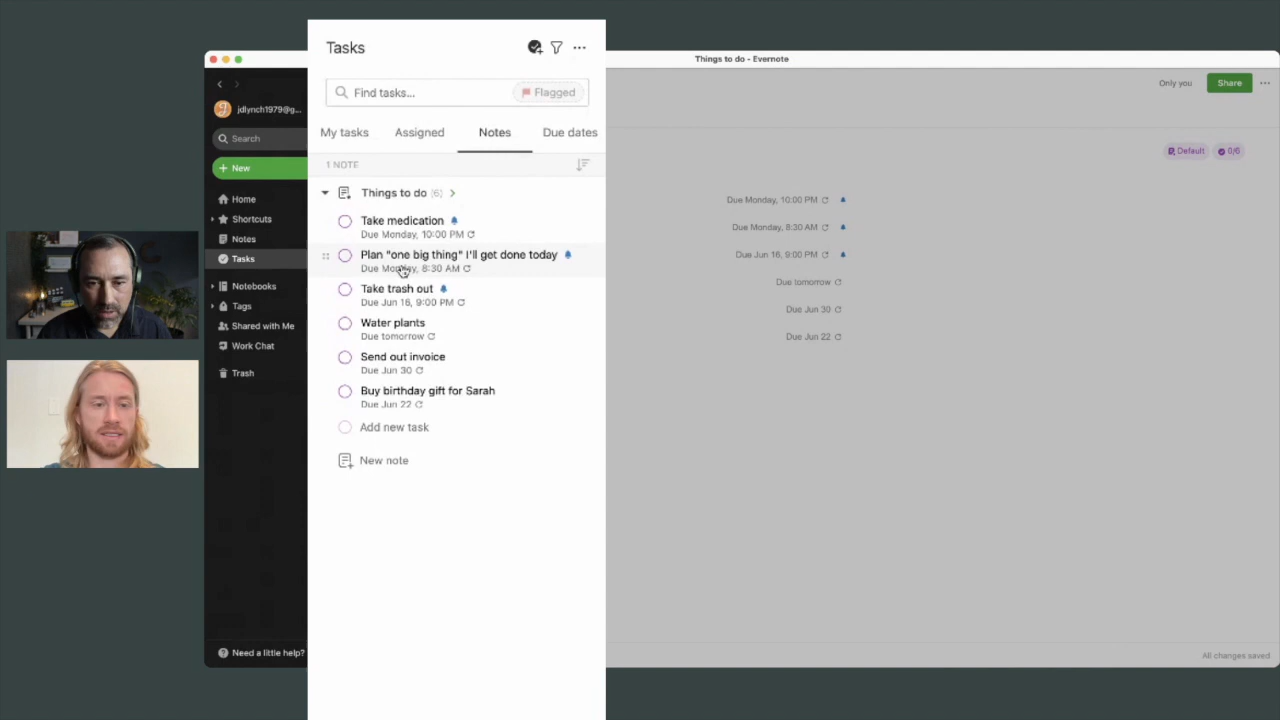 Things to do - Evernote
Only you
Share
Default
0/6
Due Monday, 10:00 PM
Due Monday, 8:30 AM
Due Jun 16, 9:00 PM
Due tomorrow
Due Jun 30
Due Jun 22
All changes saved
jdlynch1979@g...
Search
+ New
Home
Shortcuts
Notes
Tasks
Notebooks
Tags
Shared with Me
Work Chat
Trash
Need a little help?
Tasks
Find tasks...
Flagged
My tasks Assigned Notes Due dates
1 NOTE
Things to do (6)
Take medication
Due Monday, 10:00 PM
Plan "one big thing" I'll get done today
Due Monday, 8:30 AM
Take trash out
Due Jun 16, 9:00 PM
Water plants
Due tomorrow
Send out invoice
Due Jun 30
Buy birthday gift for Sarah
Due Jun 22
Add new task
New note